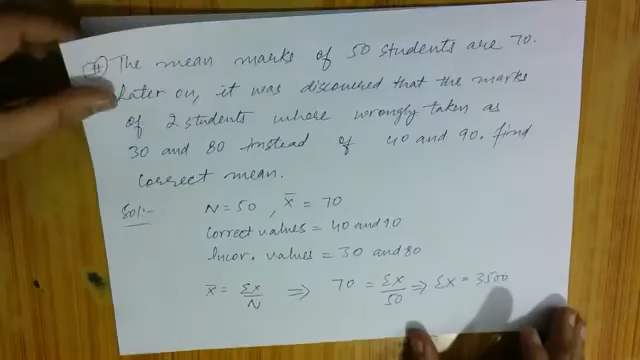 # The mean marks of 50 students are 70.
Later on, it was discovered that the marks
of 2 students where wrongly taken as
30 and 80 instead of 40 and 90. find
correct mean.
Sol:- N = 50 , x̄ = 70
Correct values = 40 and 90
Incor. values = 30 and 80
x̄ = Σx/N ⇒ 70 = Σx/50 ⇒ Σx = 3500